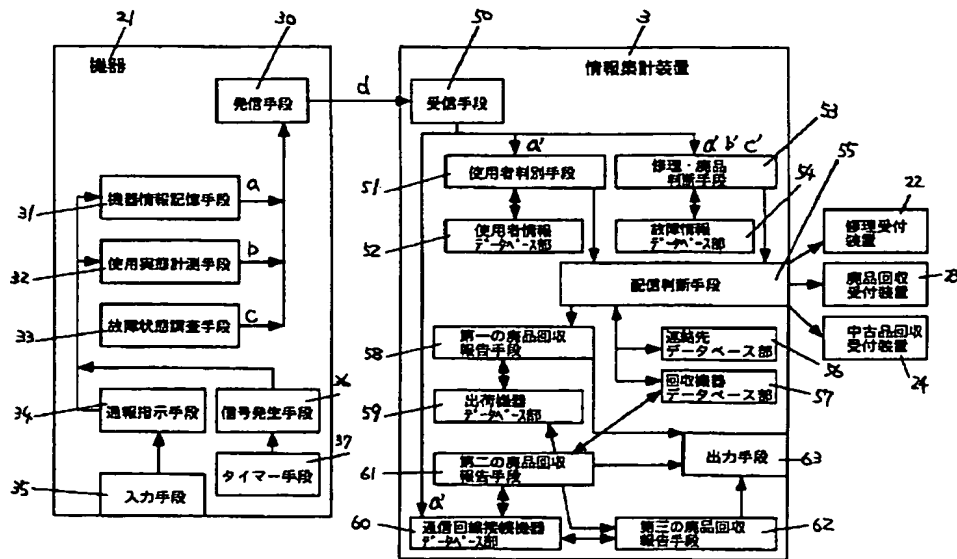 21
30
50
3
機器
情報集計装置
発信手段
d
受信手段
53
a'
a' b' c'
55
51
使用者判別手段
修理・廃品
判断手段
54
22
31
機器情報記憶手段
a
52
使用者情報
データベース部
故障情報
データベース部
修理受付
装置
32
使用実態計測手段
b
配信判断手段
廃品回収
受付装置
23
33
故障状態調査手段
c
58
第一の廃品回収
報告手段
連絡先
データベース部
56
中古品回収
受付装置
24
36
回収機器
データベース部
57
34
通報指示手段
信号発生手段
59
出荷機器
データベース部
37
61
第二の廃品回収
報告手段
出力手段
63
35
入力手段
タイマー手段
a'
60
通信回線接続機器
データベース部
第三の廃品回収
報告手段
62